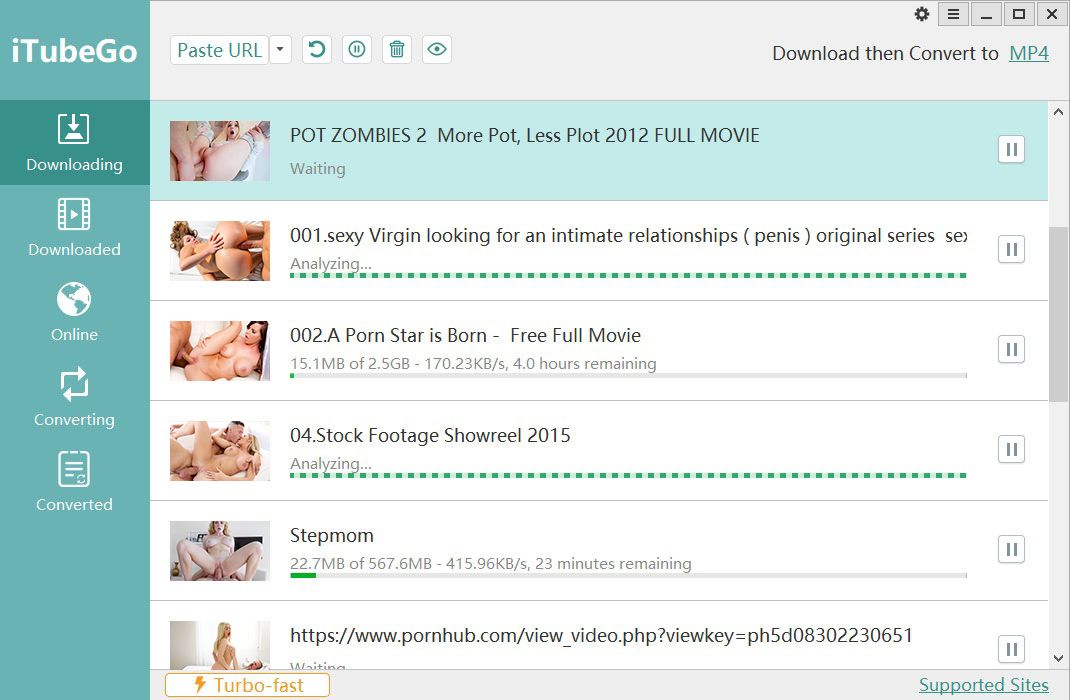 iTubeGo
Paste URL
Download then Convert to MP4
Downloading
Downloaded
Online
Converting
Converted
POT ZOMBIES 2 More Pot, Less Plot 2012 FULL MOVIE
Waiting
001.sexy Virgin looking for an intimate relationships ( penis ) original series sex
Analyzing...
002.A Porn Star is Born - Free Full Movie
15.1MB of 2.5GB - 170.23KB/s, 4.0 hours remaining
04.Stock Footage Showreel 2015
Analyzing...
Stepmom
22.7MB of 567.6MB - 415.96KB/s, 23 minutes remaining
https://www.pornhub.com/view_video.php?viewkey=ph5d08302230651
Waiting
Turbo-fast
Supported Sites